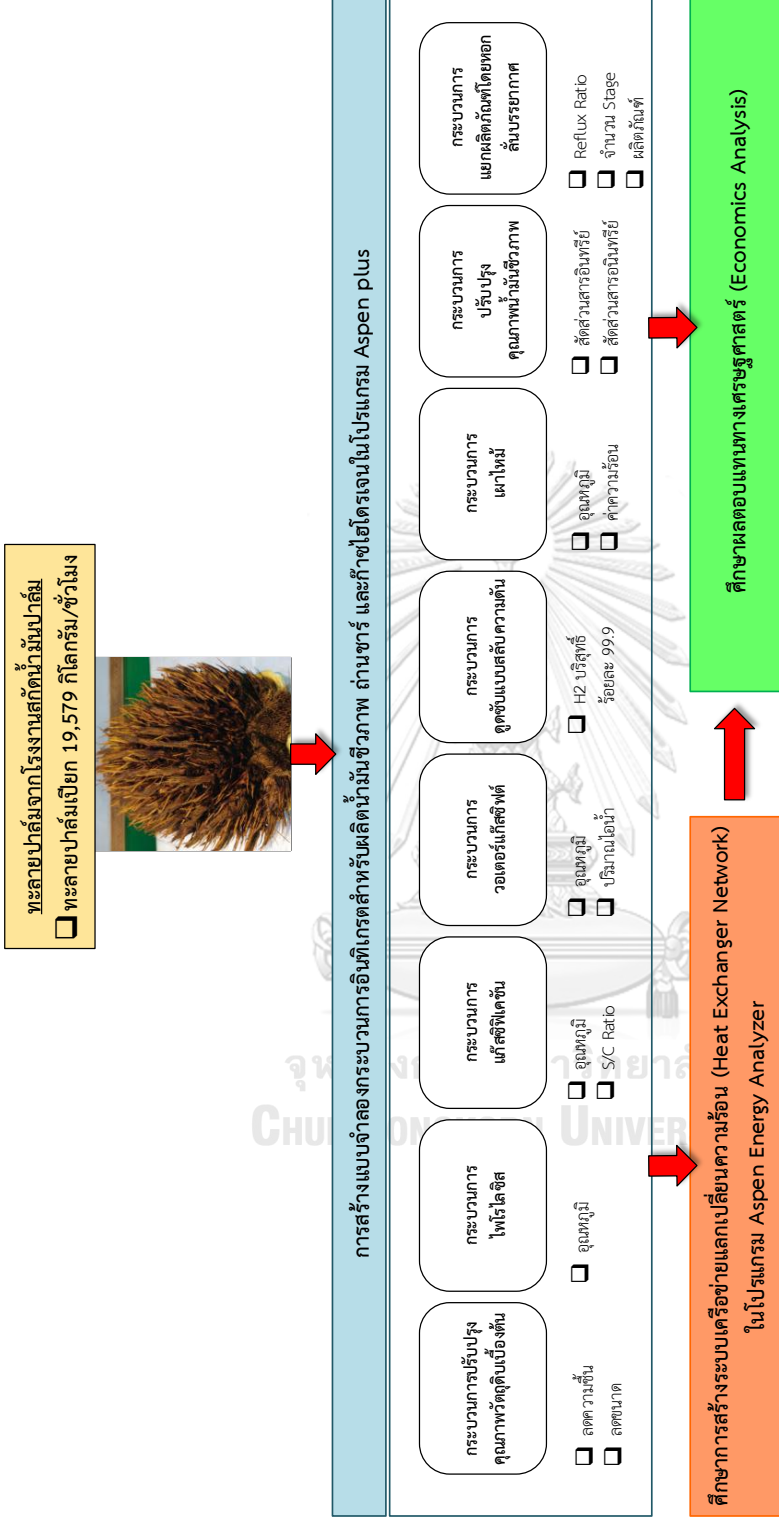 ทะลายปาล์มจากโรงงานสกัดน้ำมันปาล์ม
ทะลายปาล์มเปียก 19,579 กิโลกรัม/ชั่วโมง
การสร้างแบบจำลองกระบวนการอินทิเกรตสำหรับผลิตน้ำมันชีวภาพ ถ่านชาร์ และก๊าซไฮโดรเจนในโปรแกรม Aspen plus
กระบวนการปรับปรุง
คุณภาพวัตถุดิบเบื้องต้น
ลดความชื้น
ลดขนาด
กระบวนการ
ไพโรไลซิส
อุณหภูมิ
กระบวนการ
แก๊สซิฟิเคชัน
อุณหภูมิ
S/C Ratio
กระบวนการ
วอเตอร์แก๊สชิฟต์
อุณหภูมิ
ปริมาณไอน้ำ
กระบวนการ
ดูดซับแบบสลับความดัน
H2 บริสุทธิ์
ร้อยละ 99.9
กระบวนการ
เผาไหม้
อุณหภูมิ
ค่าความร้อน
กระบวนการ
ปรับปรุง
คุณภาพน้ำมันชีวภาพ
สัดส่วนสารอินทรีย์
สัดส่วนสารอนินทรีย์
กระบวนการ
แยกผลิตภัณฑ์โดยหอก
ลั่นบรรยากาศ
Reflux Ratio
จำนวน Stage
ผลิตภัณฑ์
ศึกษาการสร้างระบบเครือข่ายแลกเปลี่ยนความร้อน (Heat Exchanger Network)
ในโปรแกรม Aspen Energy Analyzer
ศึกษาผลตอบแทนทางเศรษฐศาสตร์ (Economics Analysis)